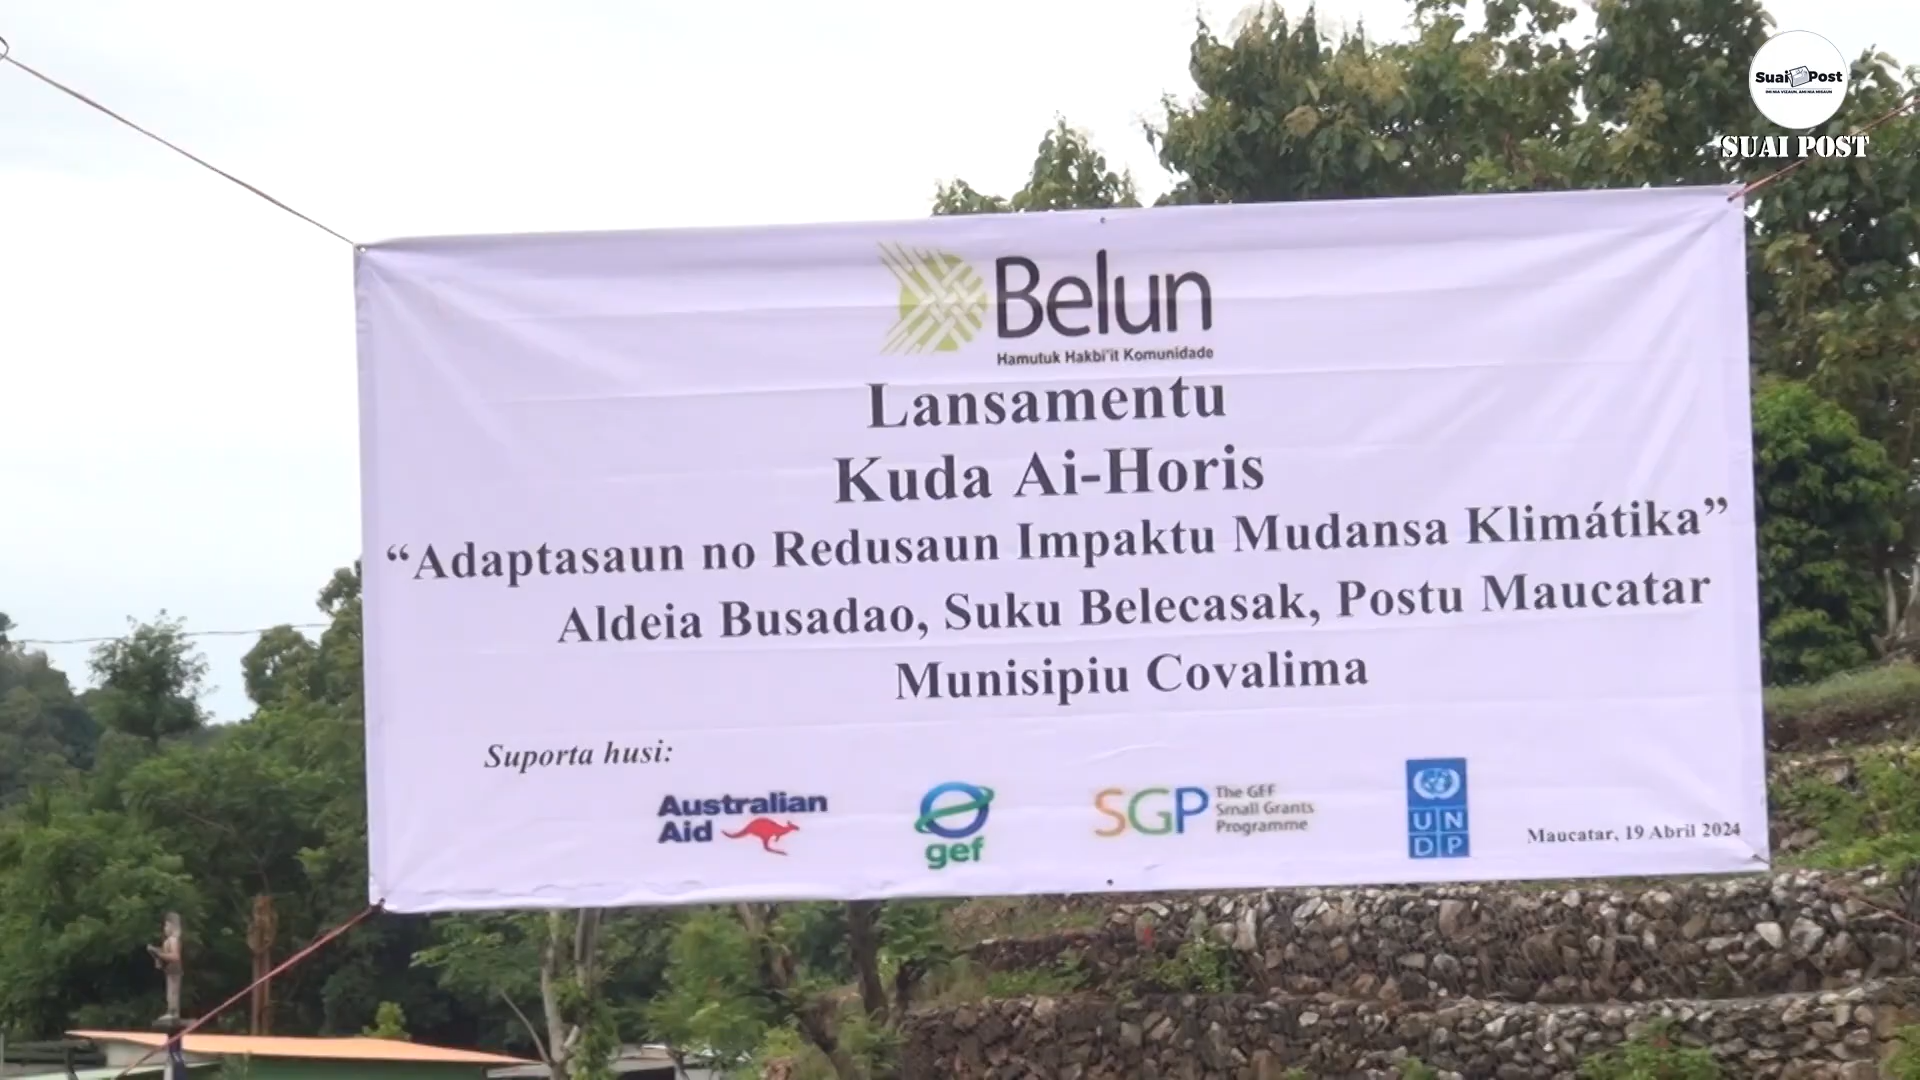 Suai Post
SUAI POST
Belun
Hamutuk Hakbi'it Komunidade
Lansamentu
Kuda Ai-Horis
“Adaptasaun no Redusaun Impaktu Mudansa Klimátika”
Aldeia Busadao, Suku Belecasak, Postu Maucatar
Munisipiu Covalima
Suporta husi:
Australian
Aid
gef
SGP
The GEF
Small Grants
Programme
UN
DP
Maucatar, 19 Abril 2024